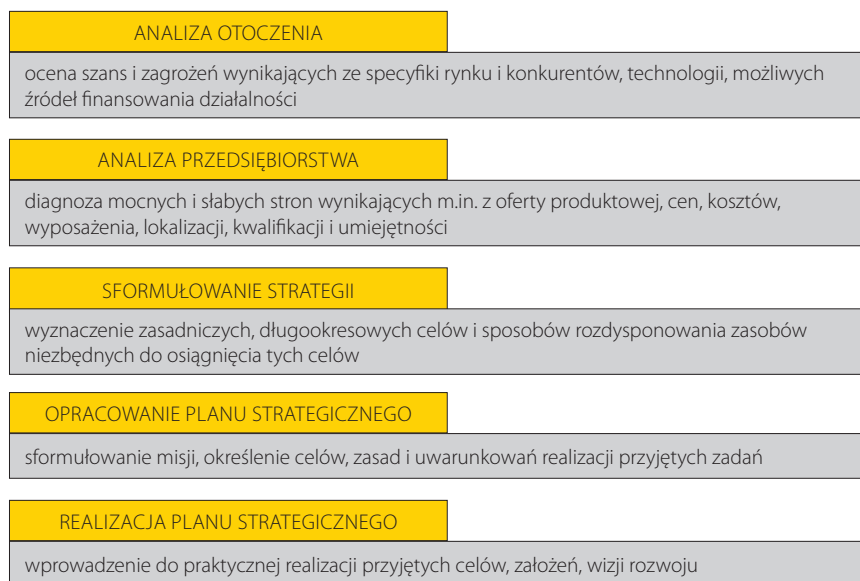 ANALIZA OTOCZENIA
ocena szans i zagrożeń wynikających ze specyfiki rynku i konkurentów, technologii, możliwych
źródeł finansowania działalności
ANALIZA PRZEDSIĘBIORSTWA
diagnoza mocnych i słabych stron wynikających m.in. z oferty produktowej, cen, kosztów,
wyposażenia, lokalizacji, kwalifikacji i umiejętności
SFORMUŁOWANIE STRATEGII
wyznaczenie zasadniczych, długookresowych celów i sposobów rozdysponowania zasobów
niezbędnych do osiągnięcia tych celów
OPRACOWANIE PLANU STRATEGICZNEGO
sformułowanie misji, określenie celów, zasad i uwarunkowań realizacji przyjętych zadań
REALIZACJA PLANU STRATEGICZNEGO
wprowadzenie do praktycznej realizacji przyjętych celów, założeń, wizji rozwoju